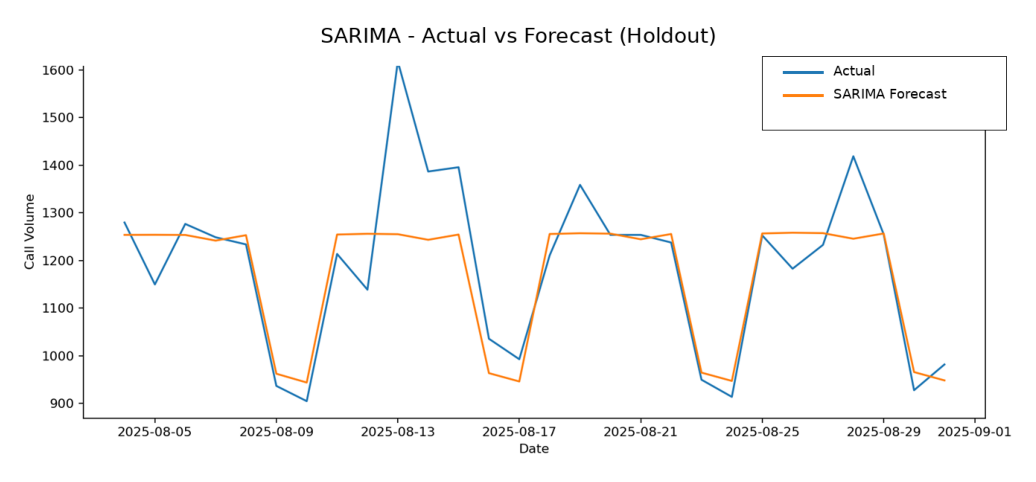 SARIMA - Actual vs Forecast (Holdout)
Actual
SARIMA Forecast
1600
1500
1400
1300
1200
1100
1000
900
Call Volume
2025-08-05 2025-08-09 2025-08-13 2025-08-17 2025-08-21 2025-08-25 2025-08-29 2025-09-01
Date